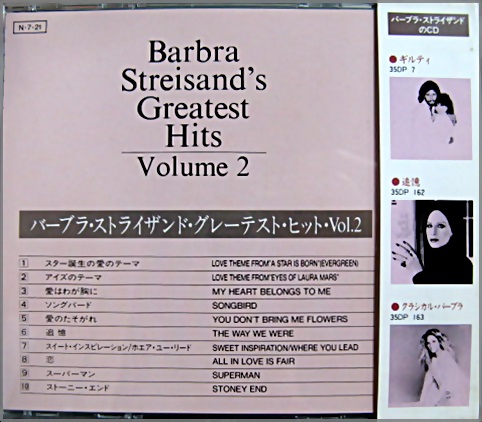 N-7-21
Barbra
Streisand's
Greatest
Hits
Volume 2
バーブラ・ストライザンド・グレーテスト・ヒット・Vol.2
1 スター誕生の愛のテーマ LOVE THEME FROM "A STAR IS BORN" (EVERGREEN)
2 アイズのテーマ LOVE THEME FROM "EYES OF LAURA MARS"
3 愛はわが胸に MY HEART BELONGS TO ME
4 ソングバード SONGBIRD
5 愛のたそがれ YOU DON'T BRING ME FLOWERS
6 追憶 THE WAY WE WERE
7 スイート・インスピレーション/ホエア・ユー・リード SWEET INSPIRATION/WHERE YOU LEAD
8 恋 ALL IN LOVE IS FAIR
9 スーパーマン SUPERMAN
10 ストーニー・エンド STONEY END
バーブラ・ストライザンド
のCD
●ギルティ
35DP 7
●追憶
35DP 162
●クラシカル・バーブラ
35DP 163